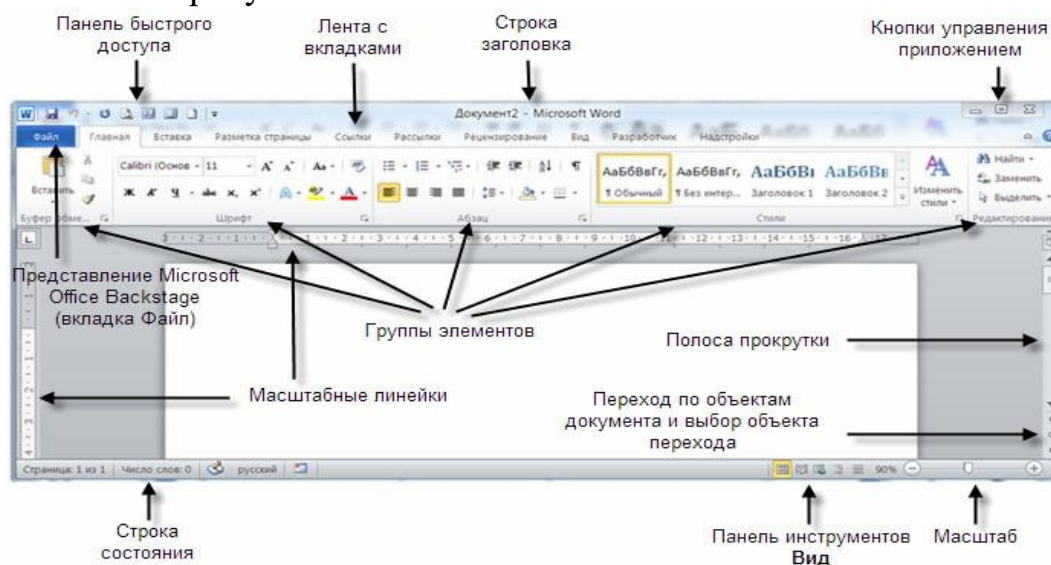 Панель быстрого
доступа
Лента с
вкладками
Строка
заголовка
Кнопки управления
приложением
Документ2 - Microsoft Word
Файл Главная Вставка Разметка страницы Ссылки Рассылки Рецензирование Вид Разработчик Надстройки
Calibri (Основ 11
Вставить
АаБбВвГг, АаБбВвГг, АаБбВі АаБбВв
¶ Обычный ¶ Без интер... Заголовок 1 Заголовок 2
Изменить
стили
Найти
Заменить
Выделить
Буфер обме... Шрифт Абзац Стили Редактирование
Представление Microsoft
Office Backstage
(вкладка Файл)
Группы элементов
Полоса прокрутки
Масштабные линейки
Переход по объектам
документа и выбор объекта
перехода
Страница: 1 из 1 Число слов: 0 русский 90%
Строка
состояния
Панель инструментов
Вид
Масштаб